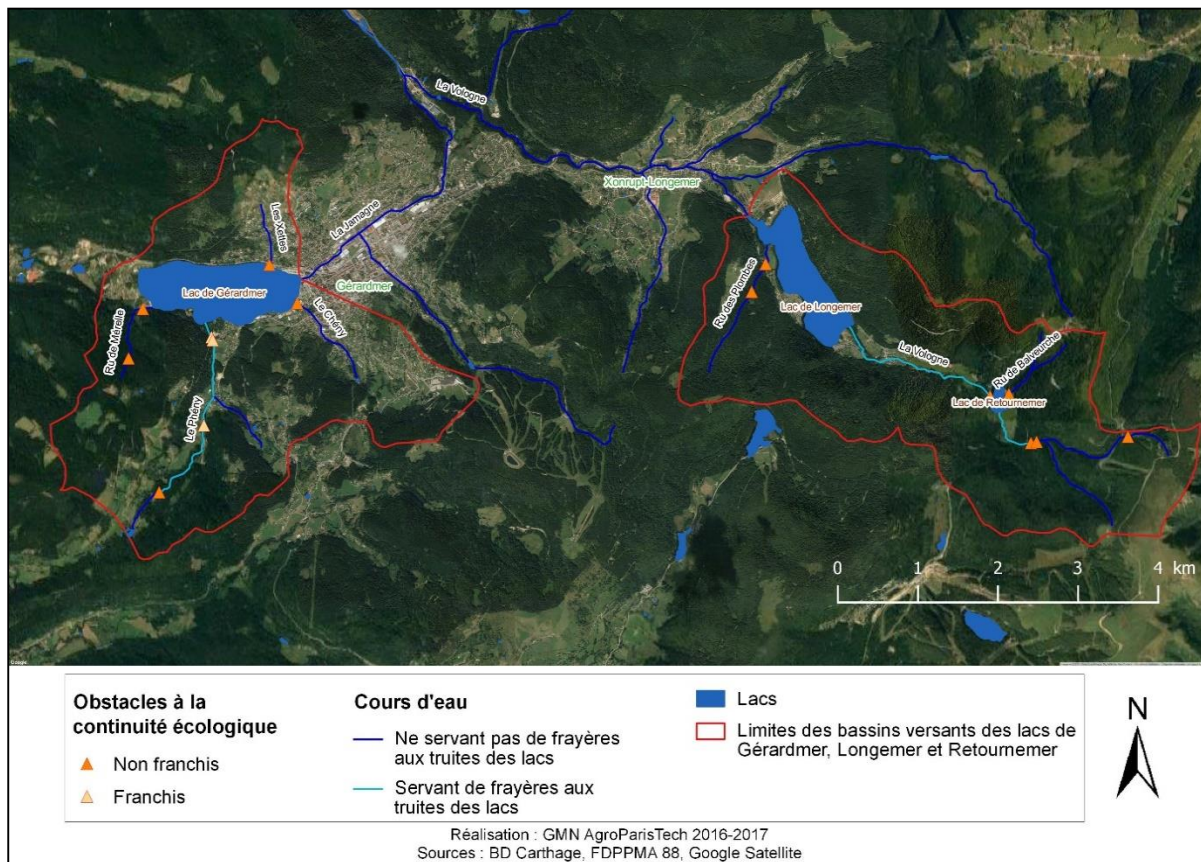 La Vologne
Xonrupt-Longemer
Les Xettes
La Jamagne
Lac de Gérardmer
Gérardmer
Le Chény
Ru de Mérelle
Le Phény
Ru des Plombes
Lac de Longemer
La Vologne
Ru de Balveurche
Lac de Retournemer
0 1 2 3 4 km
Google
Obstacles à la
continuité écologique
Non franchis
Franchis
Cours d'eau
Ne servant pas de frayères
aux truites des lacs
Servant de frayères aux
truites des lacs
Lacs
Limites des bassins versants des lacs de
Gérardmer, Longemer et Retournemer
N
Réalisation : GMN AgroParisTech 2016-2017
Sources : BD Carthage, FDPPMA 88, Google Satellite